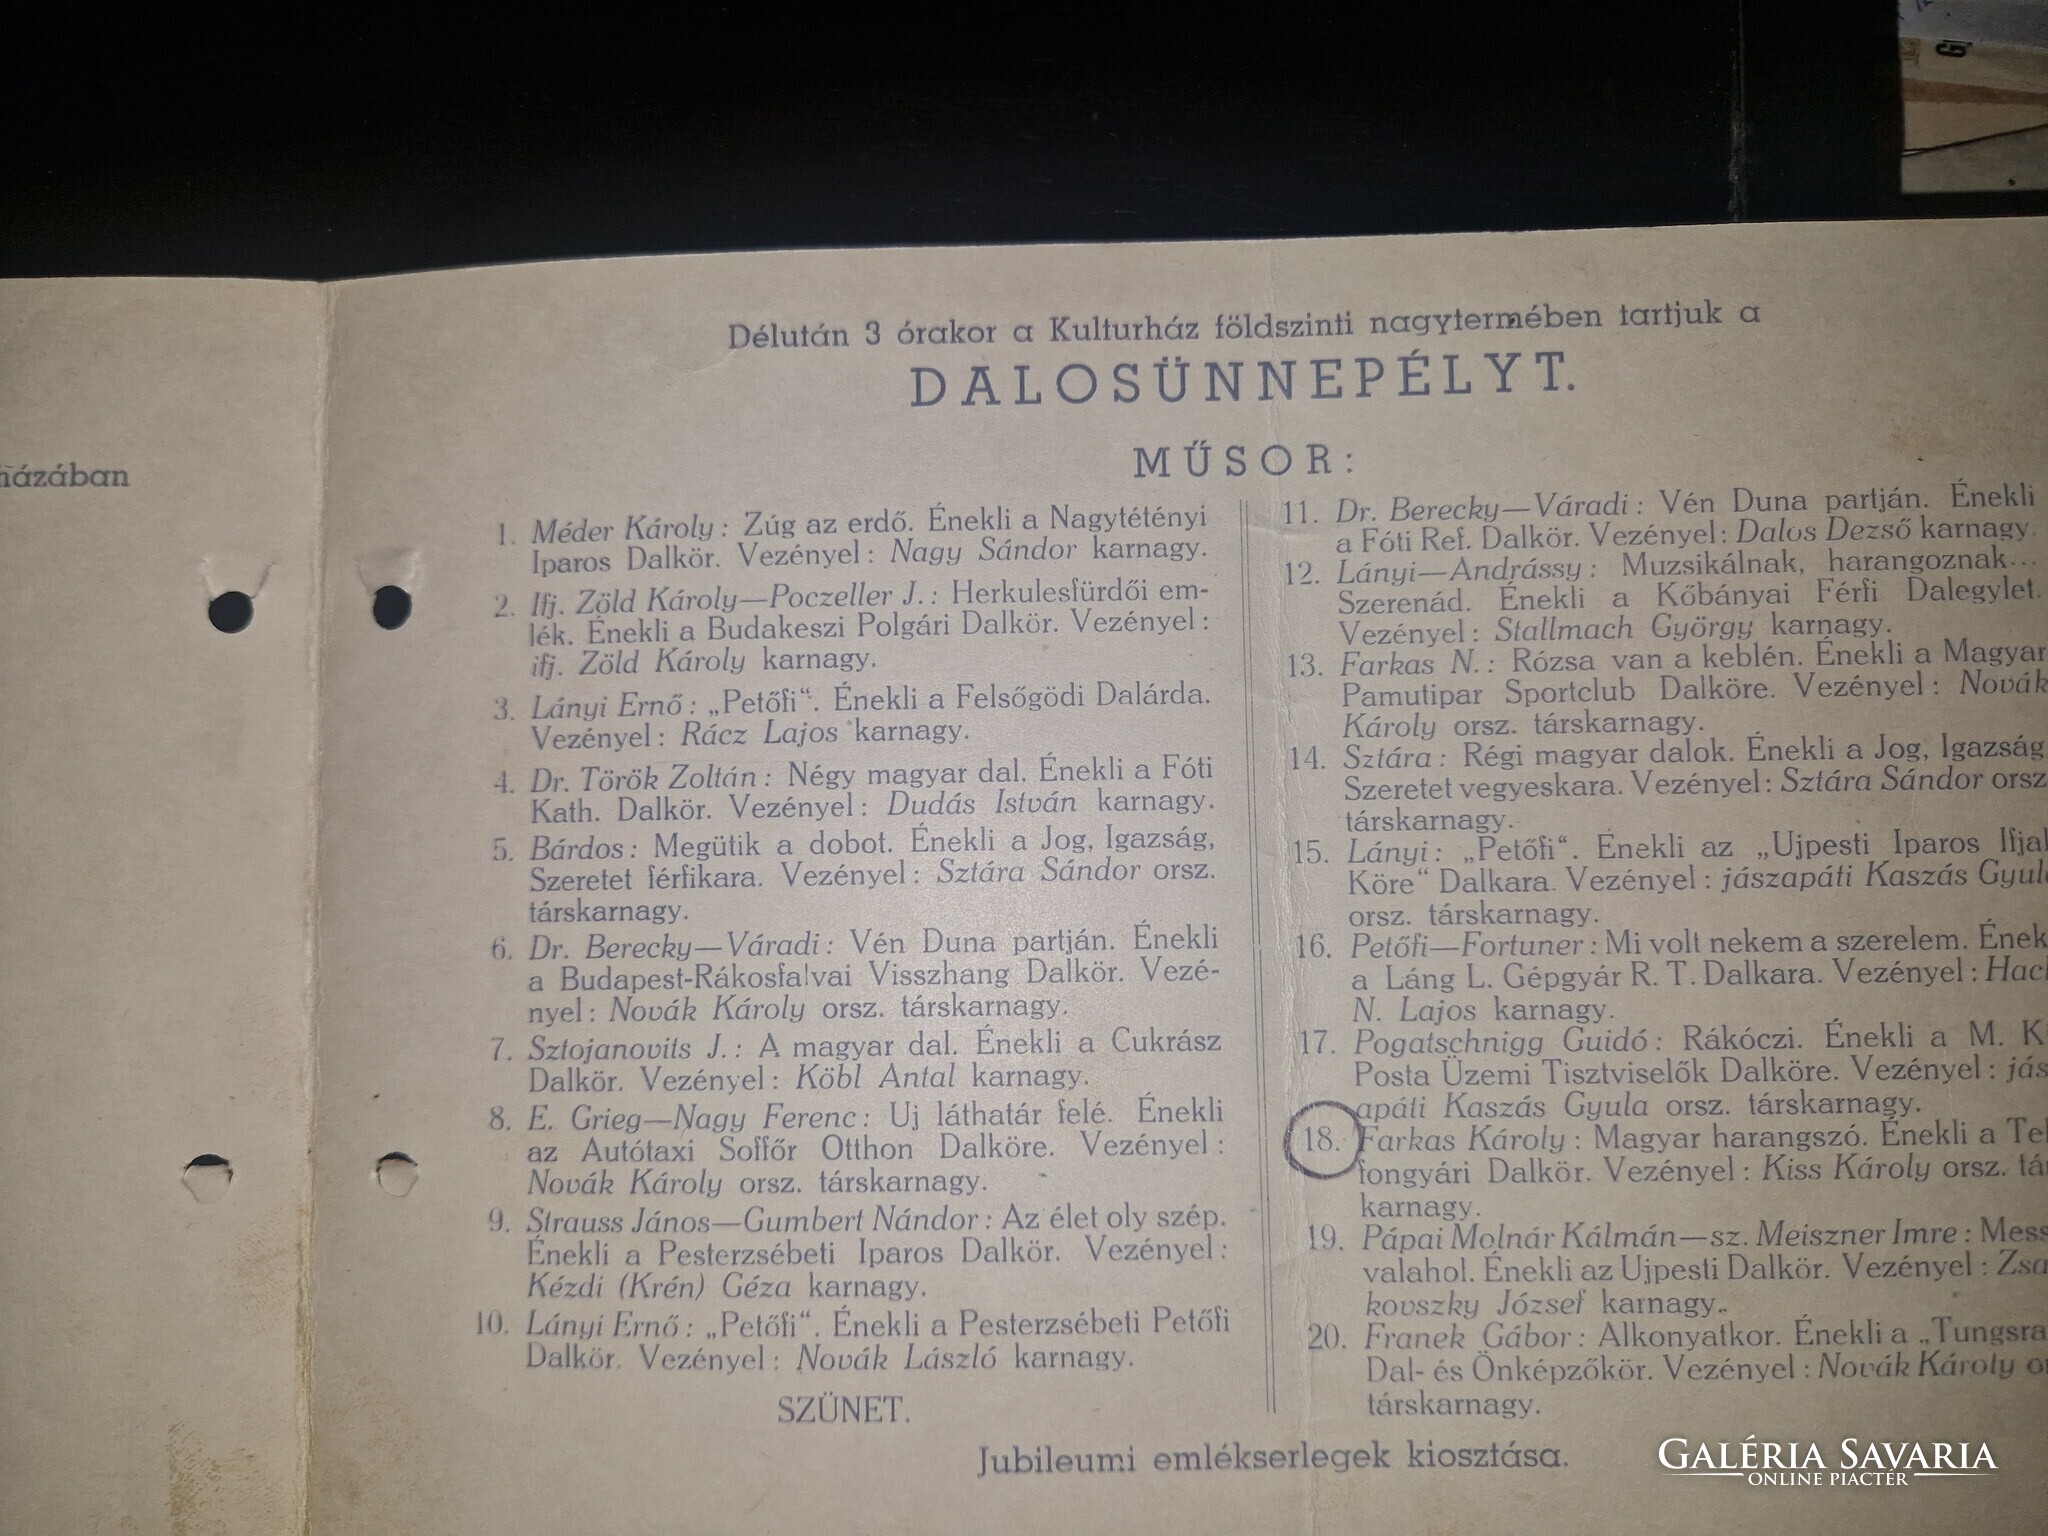 házában
Délután 3 órakor a Kulturház földszinti nagytermében tartjuk a
DALOSÜNNEPÉLYT.
MŰSOR:
1. Méder Károly: Zúg az erdő. Énekli a Nagytétényi
Iparos Dalkör. Vezényel: Nagy Sándor karnagy.
2. Ifj. Zöld Károly—Poczeller J.: Herkulesfürdői em-
lék. Énekli a Budakeszi Polgári Dalkör. Vezényel:
ifj. Zöld Károly karnagy.
3. Lányi Ernő: „Petőfi“. Énekli a Felsőgödi Dalárda.
Vezényel: Rácz Lajos karnagy.
4. Dr. Török Zoltán: Négy magyar dal. Énekli a Fóti
Kath. Dalkör. Vezényel: Dudás István karnagy.
5. Bárdos: Megütik a dobot. Énekli a Jog, Igazság,
Szeretet férfikara. Vezényel: Sztára Sándor orsz.
társkarnagy.
6. Dr. Berecky—Váradi: Vén Duna partján. Énekli
a Budapest-Rákosfalvai Visszhang Dalkör. Vezé-
nyel: Novák Károly orsz. társkarnagy.
7. Sztojanovits J.: A magyar dal. Énekli a Cukrász
Dalkör. Vezényel: Köbl Antal karnagy.
8. E. Grieg—Nagy Ferenc: Uj láthatár felé. Énekli
az Autótaxi Soffőr Otthon Dalköre. Vezényel:
Novák Károly orsz. társkarnagy.
9. Strauss János—Gumbert Nándor: Az élet oly szép.
Énekli a Pesterzsébeti Iparos Dalkör. Vezényel:
Kézdi (Krén) Géza karnagy.
10. Lányi Ernő: „Petőfi“. Énekli a Pesterzsébeti Petőfi
Dalkör. Vezényel: Novák László karnagy.
SZÜNET.
11. Dr. Berecky—Váradi: Vén Duna partján. Énekli
a Fóti Ref. Dalkör. Vezényel: Dalos Dezső karnagy.
12. Lányi—Andrássy: Muzsikálnak, harangoznak...
Szerenád. Énekli a Kőbányai Férfi Dalegylet.
Vezényel: Stallmach György karnagy.
13. Farkas N.: Rózsa van a keblén. Énekli a Magyar
Pamutipar Sportclub Dalköre. Vezényel: Novák
Károly orsz. társkarnagy.
14. Sztára: Régi magyar dalok. Énekli a Jog, Igazság
Szeretet vegyeskara. Vezényel: Sztára Sándor orsz
társkarnagy.
15. Lányi: „Petőfi“. Énekli az „Ujpesti Iparos Ifja
Köre“ Dalkara. Vezényel: jászapáti Kaszás Gyul
orsz. társkarnagy.
16. Petőfi—Fortuner: Mi volt nekem a szerelem. Ének
a Láng L. Gépgyár R. T. Dalkara. Vezényel: Hac
N. Lajos karnagy.
17. Pogatschnigg Guidó: Rákóczi. Énekli a M. K
Posta Üzemi Tisztviselők Dalköre. Vezényel: jás
apáti Kaszás Gyula orsz. társkarnagy.
18. Farkas Károly: Magyar harangszó. Énekli a Te
fongyári Dalkör. Vezényel: Kiss Károly orsz. tá
karnagy.
19. Pápai Molnár Kálmán—sz. Meiszner Imre: Mess
valahol. Énekli az Ujpesti Dalkör. Vezényel: Zsa
kovszky József karnagy.
20. Franek Gábor: Alkonyatkor. Énekli a „Tungsra
Dal- és Önképzőkör. Vezényel: Novák Károly o
társkarnagy.
Jubileumi emlékserlegek kiosztása.
GALÉRIA SAVARIA
ONLINE PIACTÉR